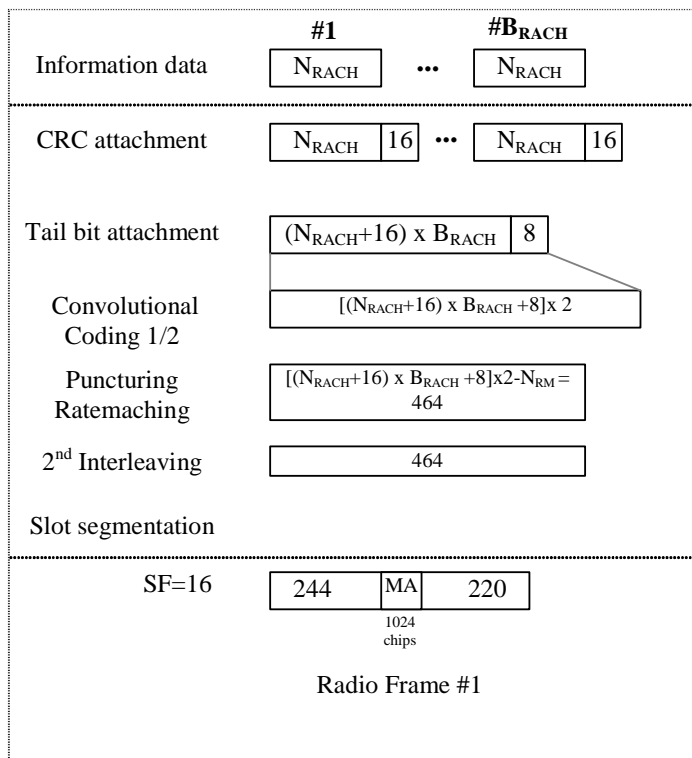 #1 #B_RACH
Information data N_RACH ... N_RACH
CRC attachment N_RACH 16 ... N_RACH 16
Tail bit attachment (N_RACH+16) x B_RACH 8
Convolutional
Coding 1/2
[(N_RACH+16) x B_RACH +8]x 2
Puncturing
Ratemaching
[(N_RACH+16) x B_RACH +8]x2-N_RM =
464
2nd Interleaving 464
Slot segmentation
SF=16 244 MA 220
1024
chips
Radio Frame #1